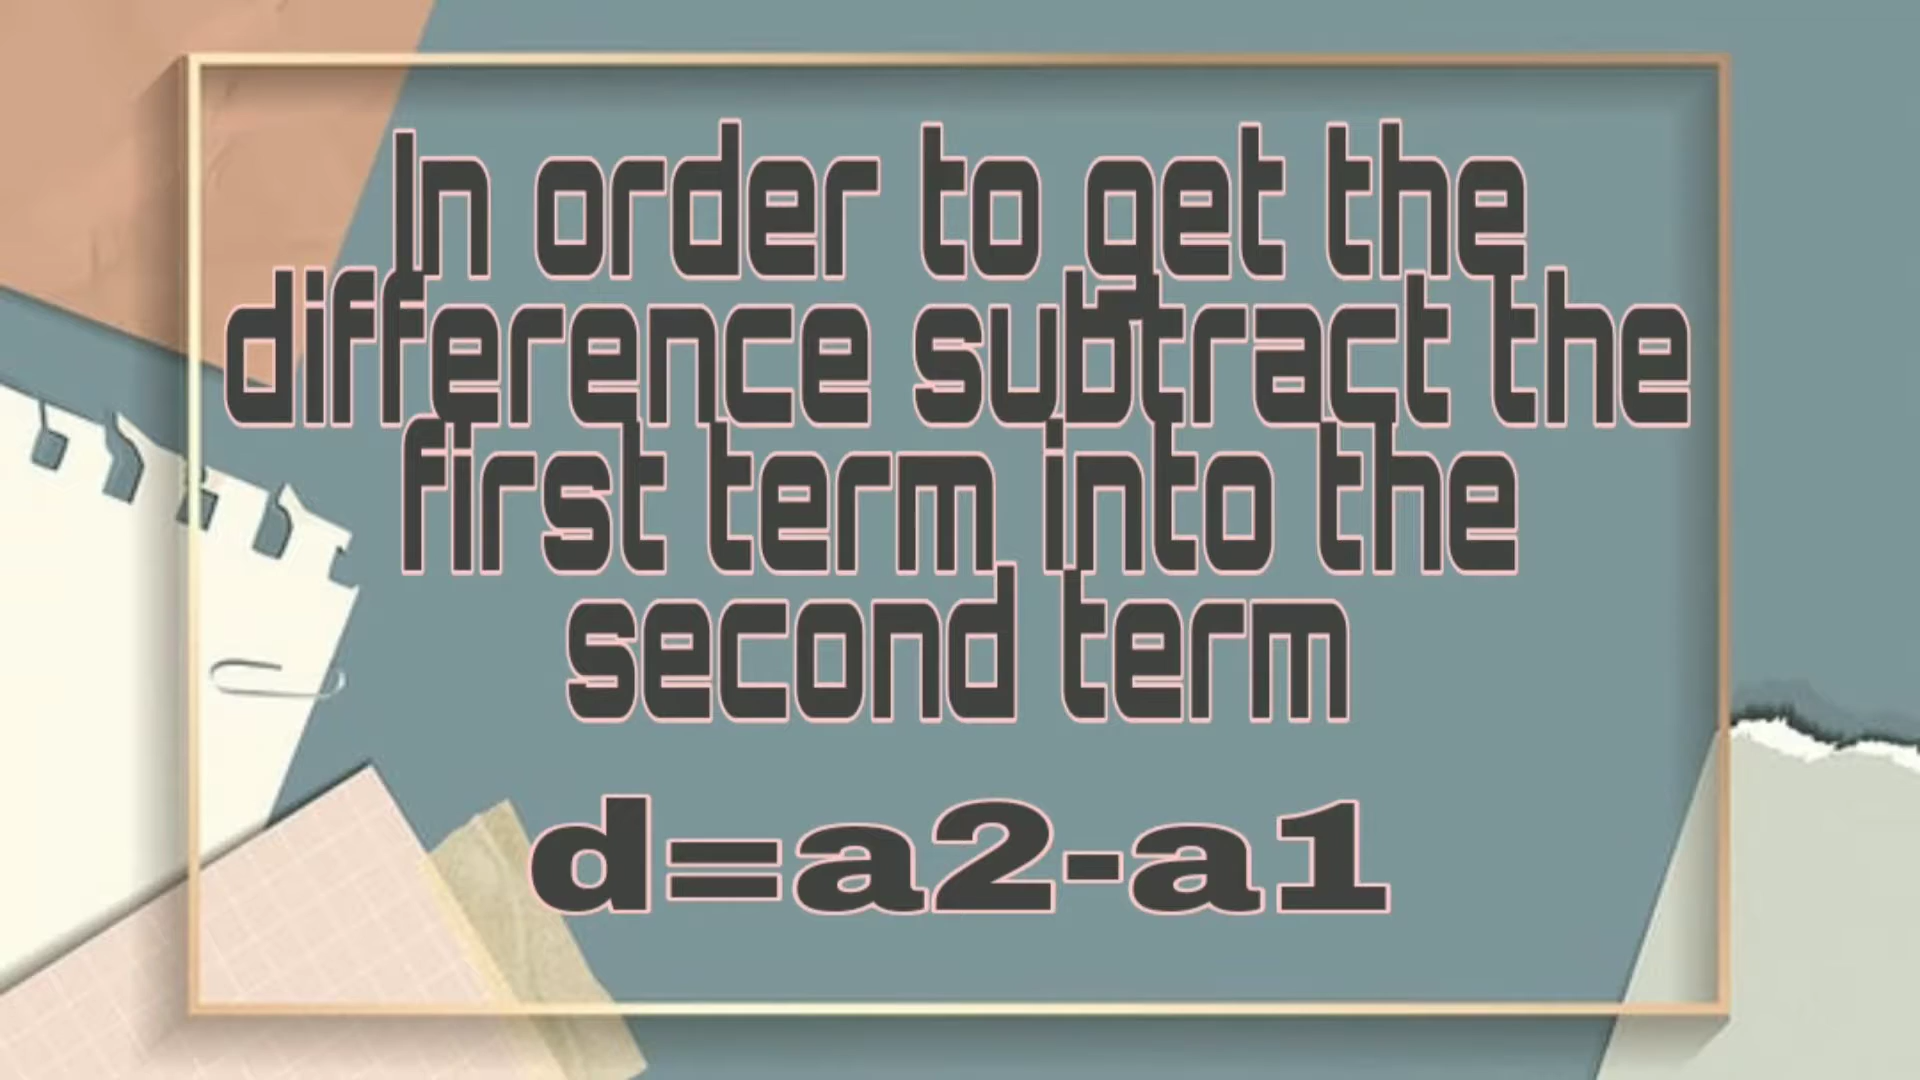 In order to get the
difference subtract the
first term into the
second term
d=a2-a1